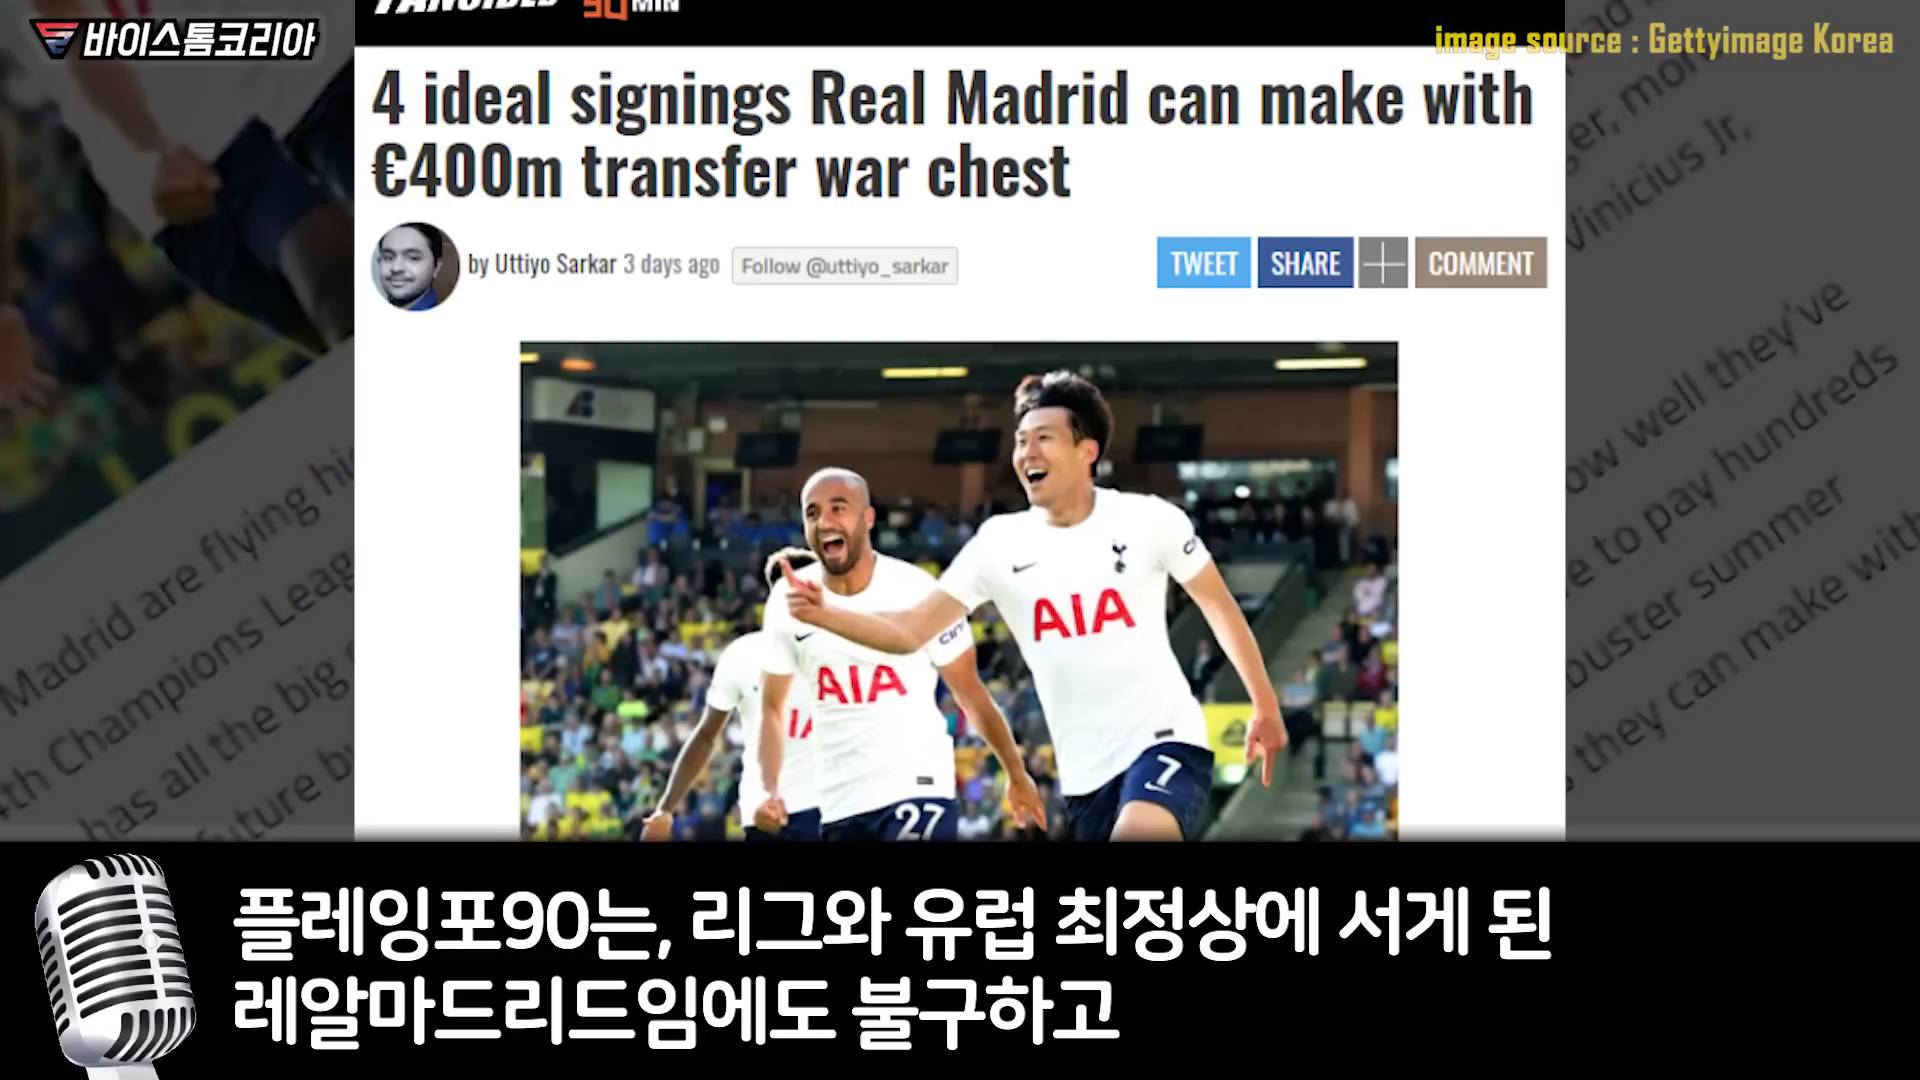 바이스톰코리아
image source : Gettyimage Korea
FANSIDED 90MIN
4 ideal signings Real Madrid can make with
€400m transfer war chest
by Uttiyo Sarkar 3 days ago
Follow @uttiyo_sarkar
TWEET
SHARE
COMMENT
AIA
AIA
7
27
Madrid are flying hi
th Champions Leag
has all the big
future b
ger, mor
Vinicius Jr,
ow well they've
e to pay hundreds
buster summer
they can make with
플레잉포90는, 리그와 유럽 최정상에 서게 된
레알마드리드임에도 불구하고